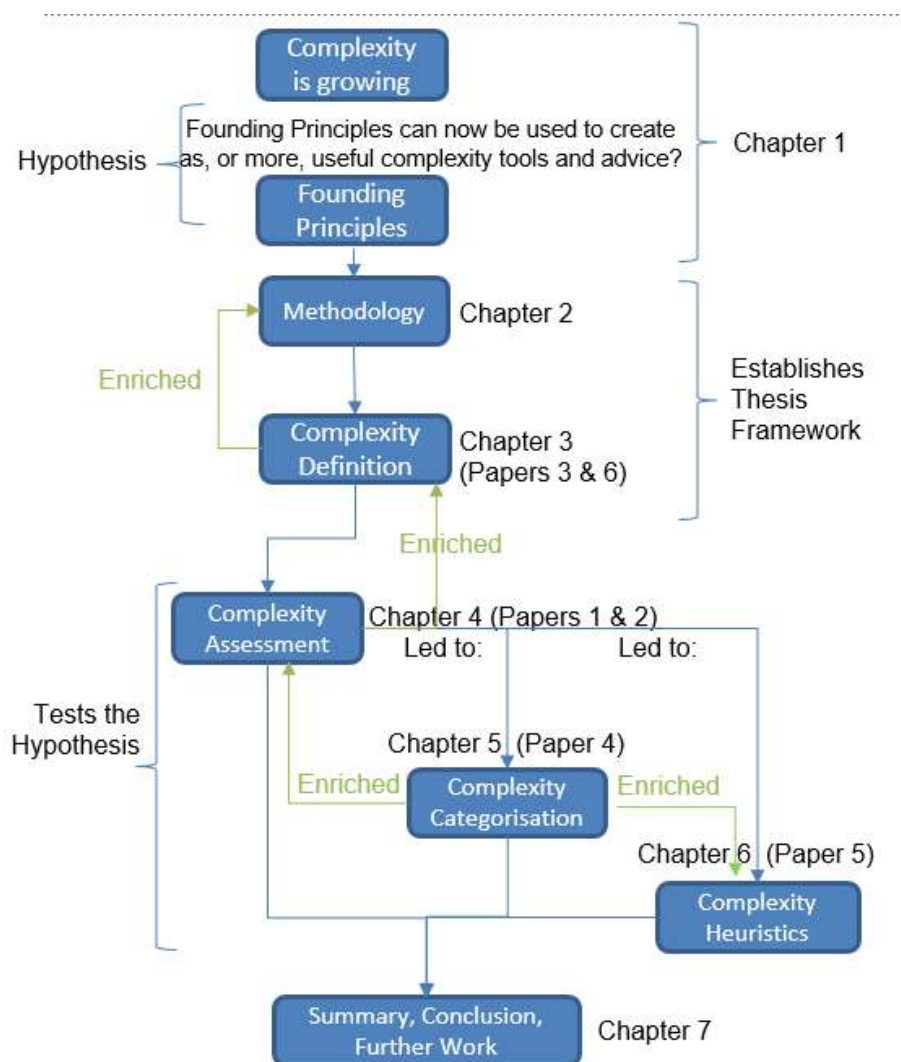 Complexity
is growing
Founding Principles can now be used to create
as, or more, useful complexity tools and advice?
Hypothesis
Chapter 1
Founding
Principles
Methodology
Chapter 2
Enriched
Establishes
Thesis
Framework
Complexity
Definition
Chapter 3
(Papers 3 & 6)
Enriched
Complexity
Assessment
Chapter 4 (Papers 1 & 2)
Led to:
Led to:
Tests the
Hypothesis
Chapter 5 (Paper 4)
Enriched
Complexity
Categorisation
Enriched
Chapter 6 (Paper 5)
Complexity
Heuristics
Summary, Conclusion,
Further Work
Chapter 7